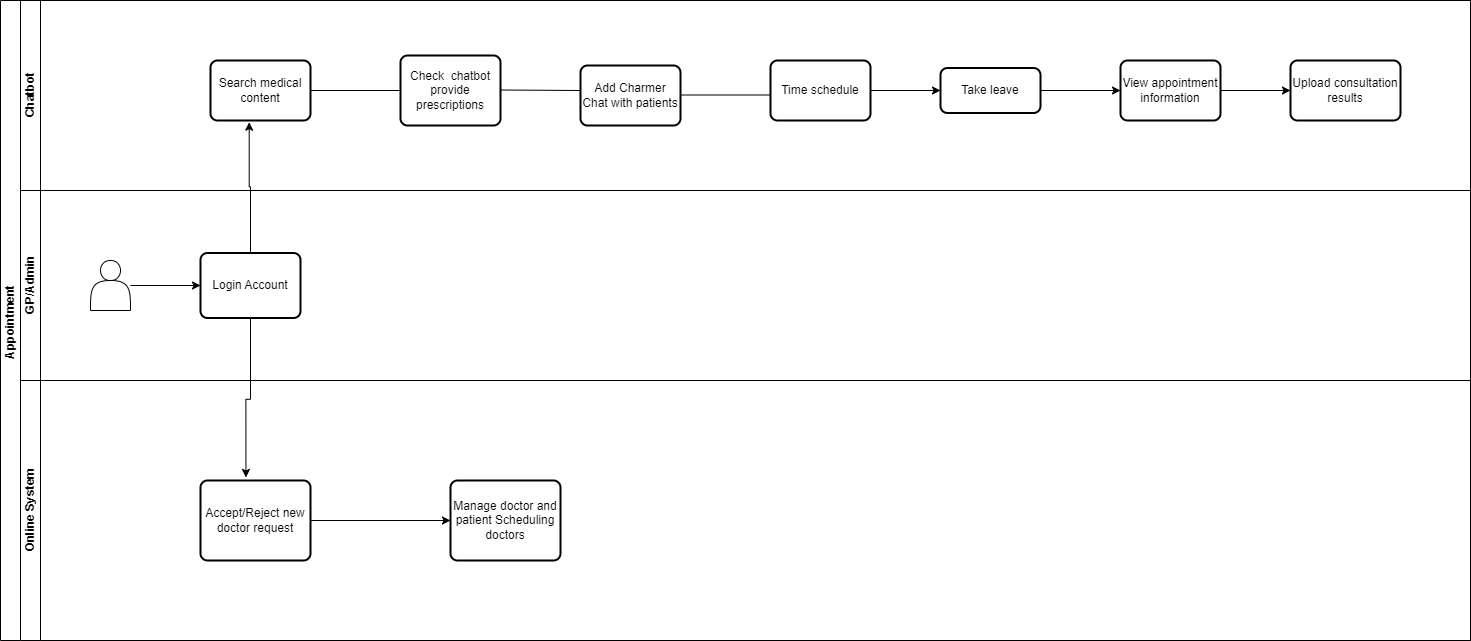 Appointment
Chatbot
Search medical
content
Check  chatbot
provide
prescriptions
Add Charmer
Chat with patients
Time schedule
Take leave
View appointment
information
Upload consultation
results
GP/Admin
Login Account
Online System
Accept/Reject new
doctor request
Manage doctor and
patient Scheduling
doctors